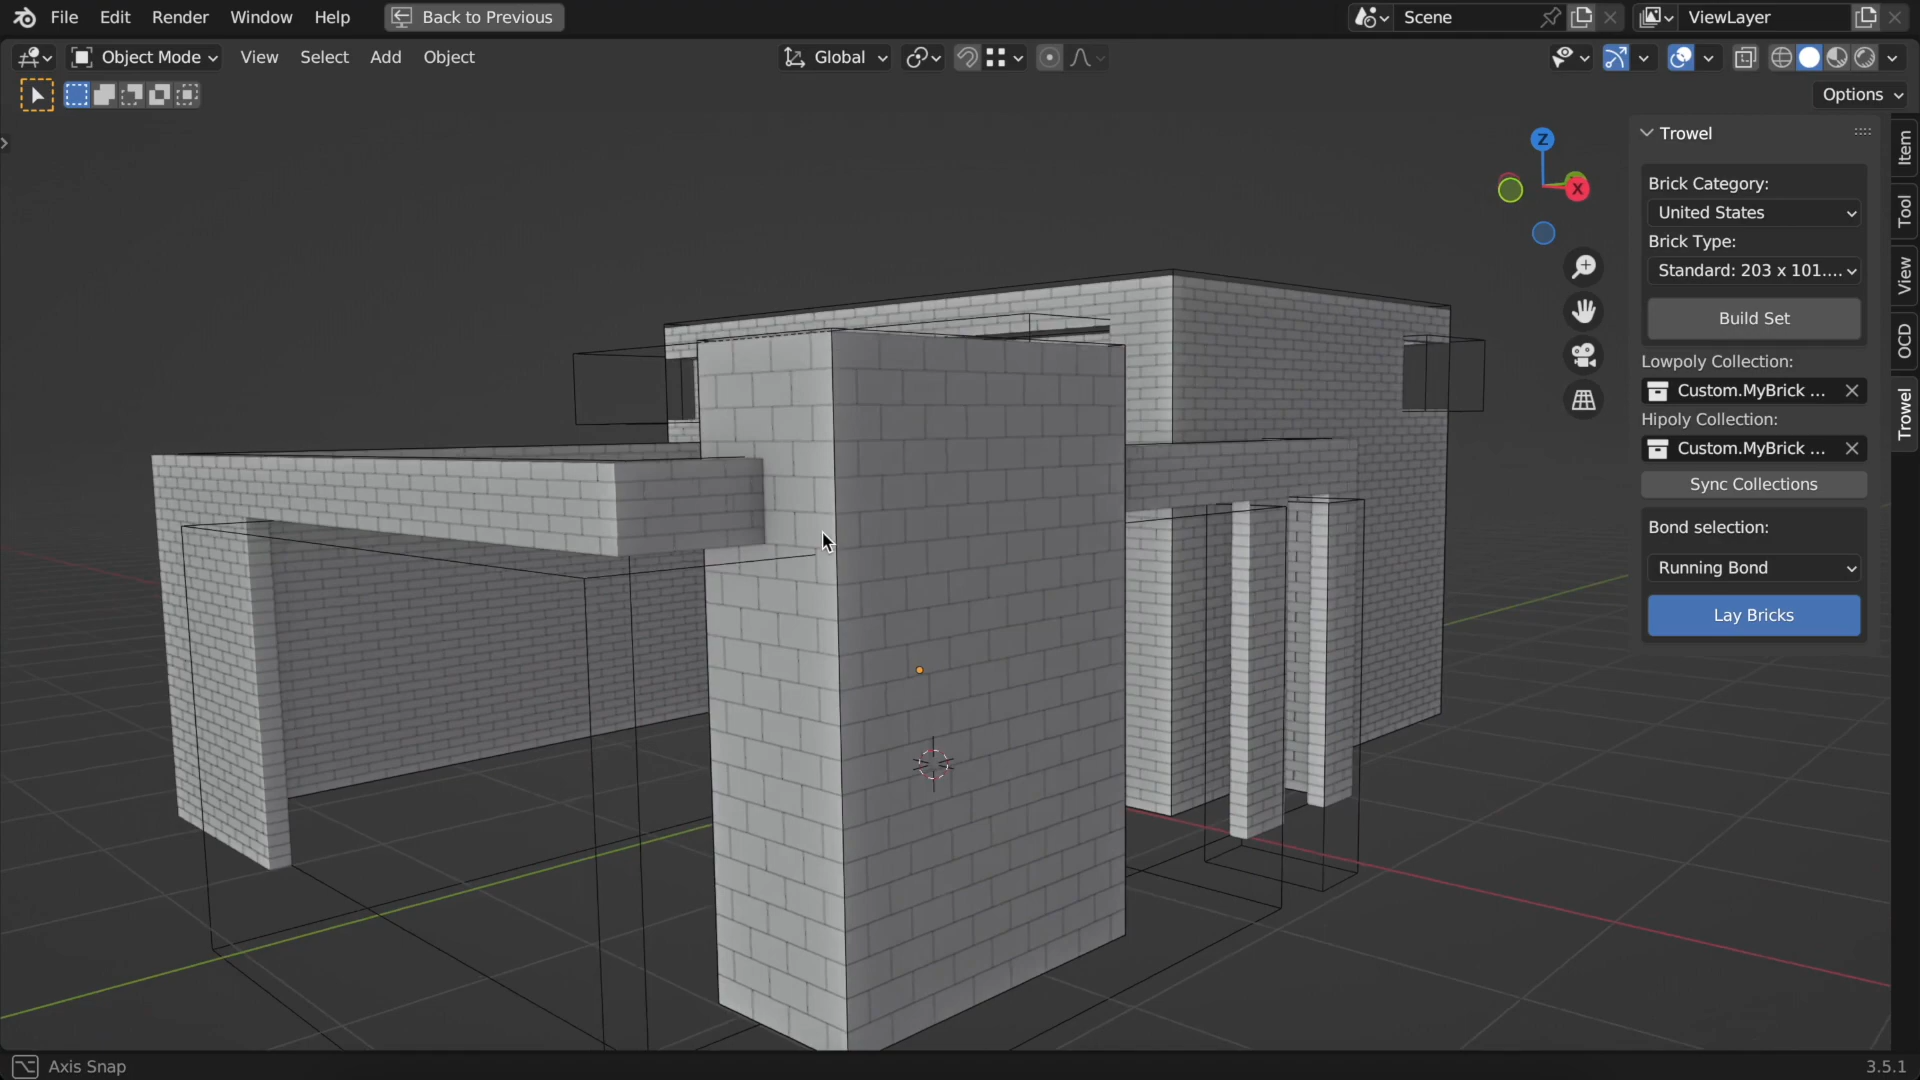 File Edit Render Window Help Back to Previous Scene ViewLayer
Object Mode View Select Add Object Global
Options
Trowel
Z
X
Brick Category:
United States
Brick Type:
Standard: 203 x 101....
Build Set
Lowpoly Collection:
Custom.MyBrick ...
Hipoly Collection:
Custom.MyBrick ...
Sync Collections
Bond selection:
Running Bond
Lay Bricks
Item
Tool
View
OCD
Trowel
Axis Snap 3.5.1